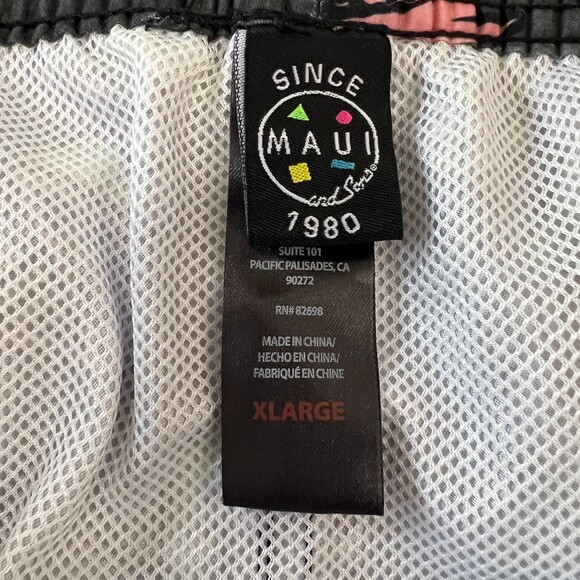 SINCE
MAUI
and Sons®
1980
SUITE 101
PACIFIC PALISADES, CA
90272
RN# 82698
MADE IN CHINA/
HECHO EN CHINA/
FABRIQUÉ EN CHINE
XLARGE